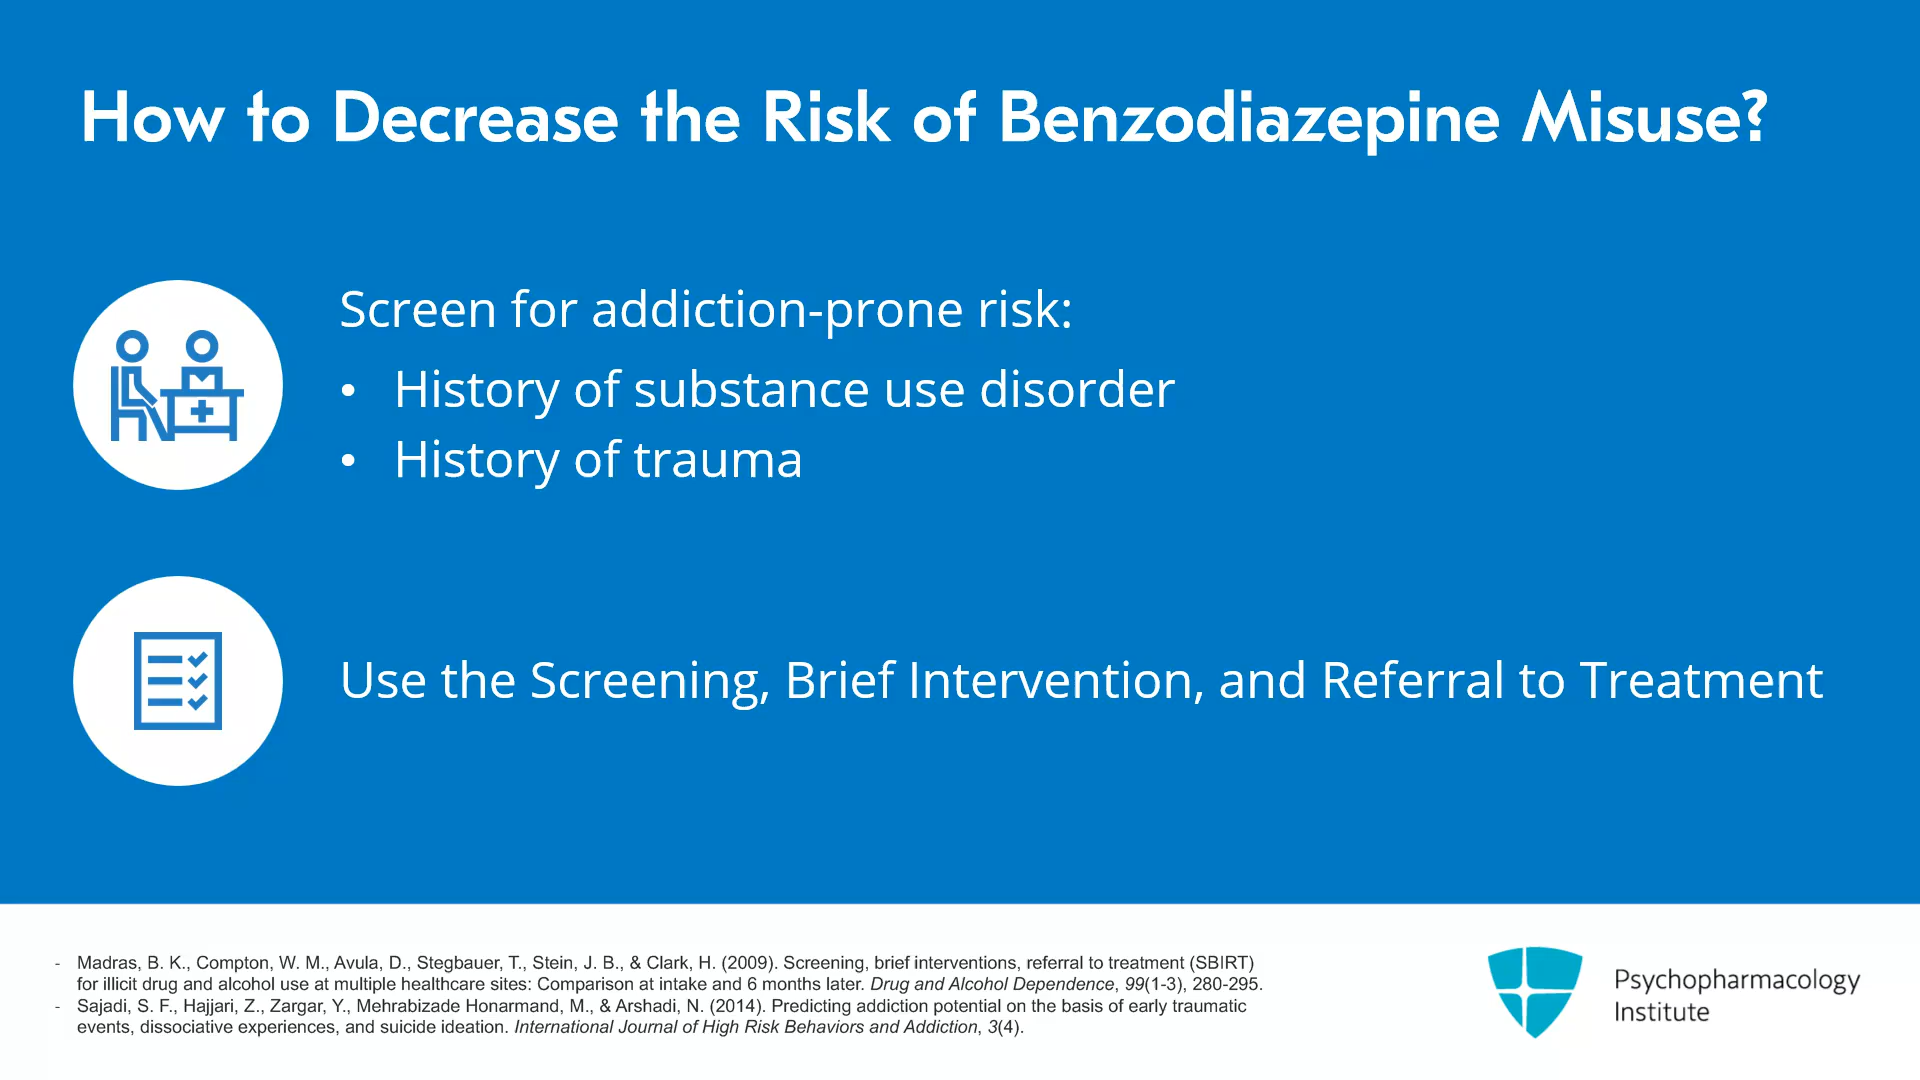 How to Decrease the Risk of Benzodiazepine Misuse?
Screen for addiction-prone risk:
• History of substance use disorder
• History of trauma
Use the Screening, Brief Intervention, and Referral to Treatment
- Madras, B. K., Compton, W. M., Avula, D., Stegbauer, T., Stein, J. B., & Clark, H. (2009). Screening, brief interventions, referral to treatment (SBIRT)
for illicit drug and alcohol use at multiple healthcare sites: Comparison at intake and 6 months later. Drug and Alcohol Dependence, 99(1-3), 280-295.
- Sajadi, S. F., Hajjari, Z., Zargar, Y., Mehrabizade Honarmand, M., & Arshadi, N. (2014). Predicting addiction potential on the basis of early traumatic
events, dissociative experiences, and suicide ideation. International Journal of High Risk Behaviors and Addiction, 3(4).
Psychopharmacology
Institute